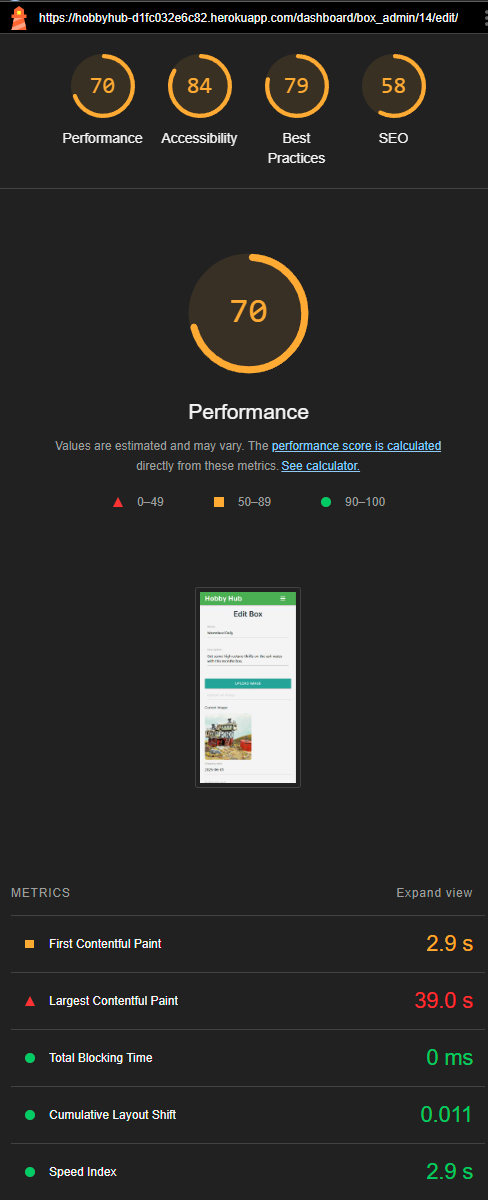 https://hobbyhub-d1fc032e6c82.herokuapp.com/dashboard/box_admin/14/edit/
70
84
79
58
Performance
Accessibility
Best
Practices
SEO
70
Performance
Values are estimated and may vary. The performance score is calculated
directly from these metrics. See calculator.
0–49
50–89
90–100
Hobby Hub
Edit Box
UPLOAD IMAGE
METRICS
Expand view
First Contentful Paint
2.9 s
Largest Contentful Paint
39.0 s
Total Blocking Time
0 ms
Cumulative Layout Shift
0.011
Speed Index
2.9 s